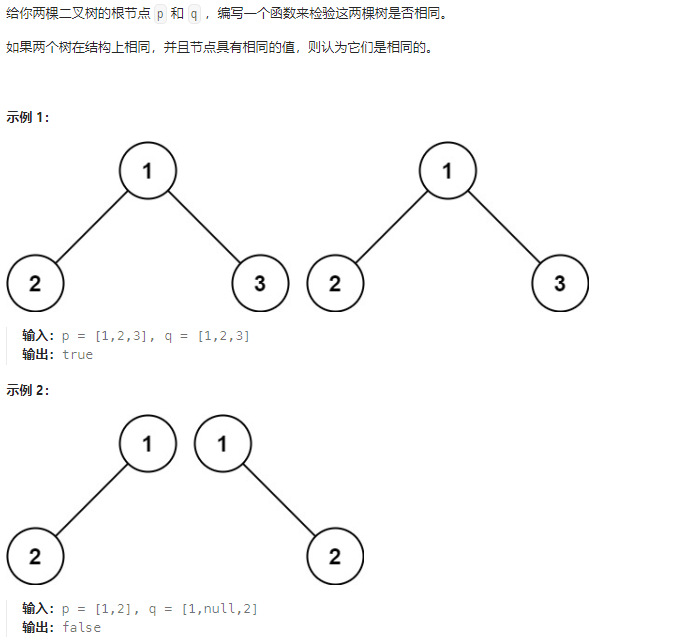 给你两棵二叉树的根节点 p 和 q ，编写一个函数来检验这两棵树是否相同。
如果两个树在结构上相同，并且节点具有相同的值，则认为它们是相同的。
示例 1：
1 1
2 3 2 3
输入：p = [1,2,3], q = [1,2,3]
输出：true
示例 2：
1 1
2 2
输入：p = [1,2], q = [1,null,2]
输出：false